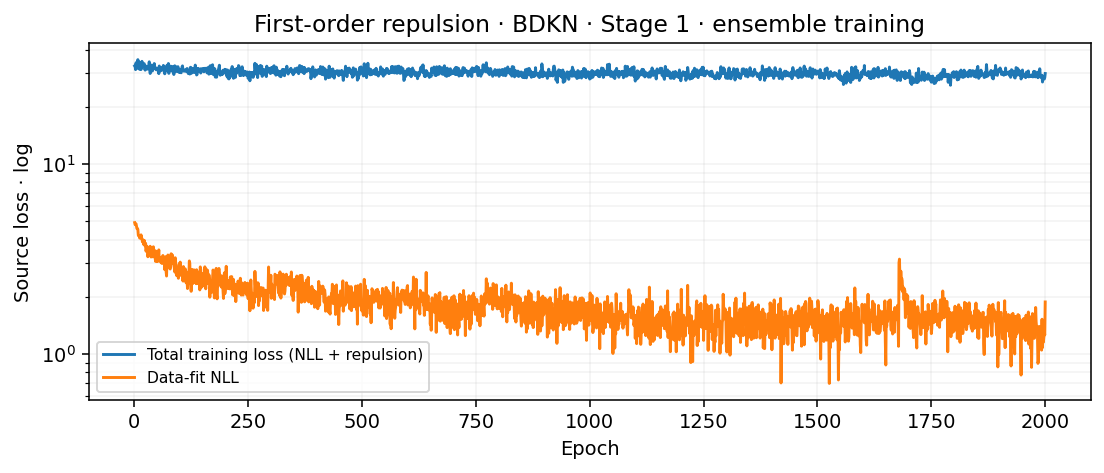 First-order repulsion · BDKN · Stage 1 · ensemble training
Source loss · log
10¹
10⁰
Total training loss (NLL + repulsion)
Data-fit NLL
0 250 500 750 1000 1250 1500 1750 2000
Epoch